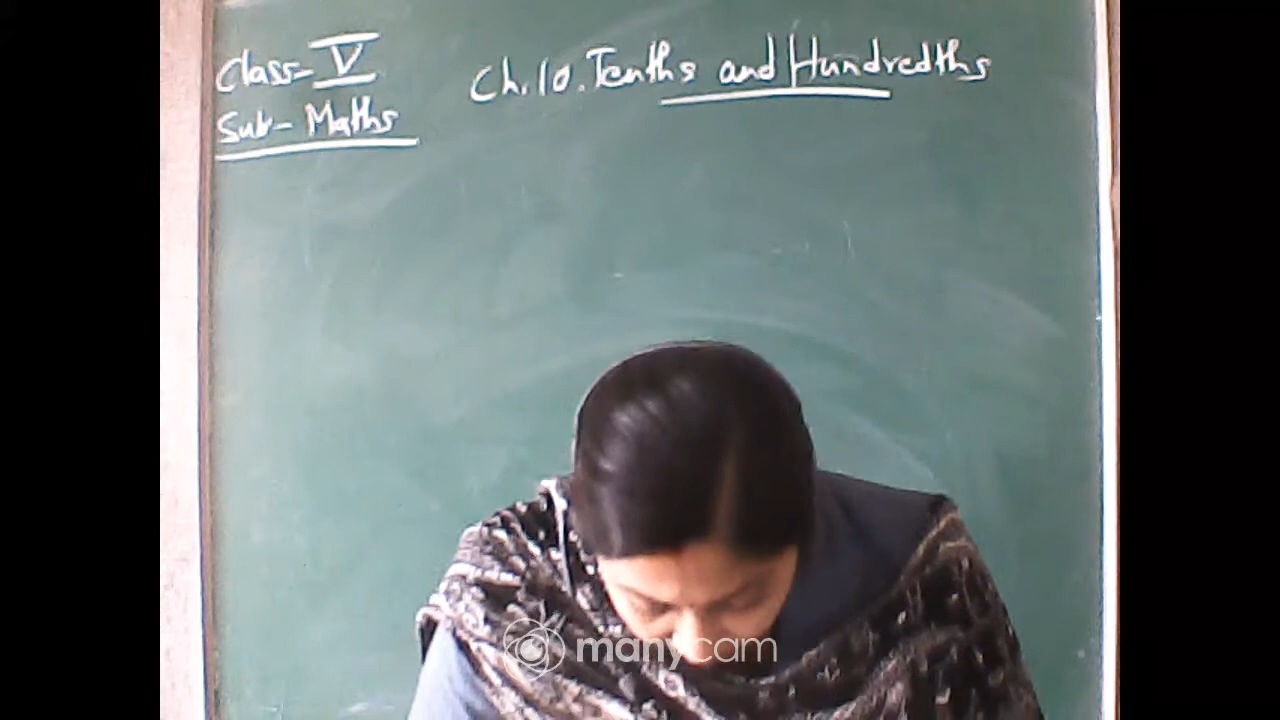 Class- V
Sub- Maths
Ch.10. Tenths and Hundredths
manycam